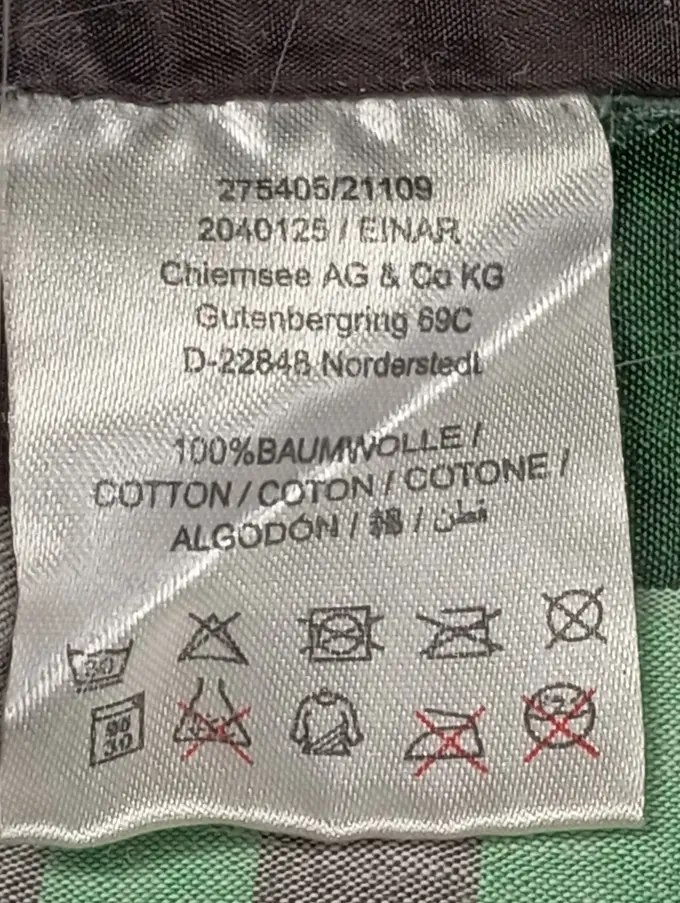 275405/21109
2040125 / EINAR
Chiemsee AG & Co KG
Gutenbergring 69C
D-22848 Norderstedt
100%BAUMWOLLE /
COTTON / COTON / COTONE /
ALGODÓN / 棉 / قطن
30
30